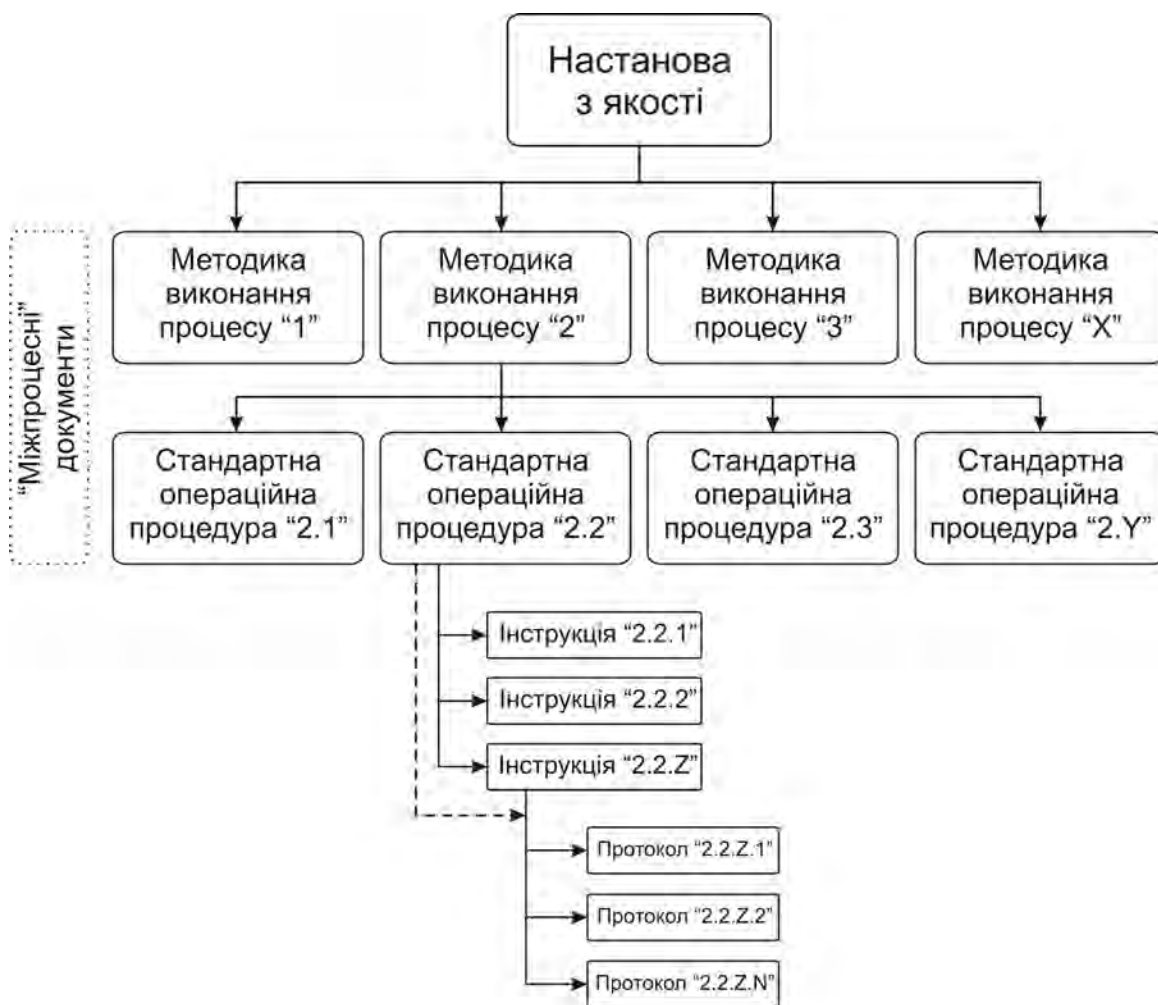 Настанова
з якості
“Міжпроцесні”
документи
Методика
виконання
процесу “1”
Методика
виконання
процесу “2”
Методика
виконання
процесу “3”
Методика
виконання
процесу “X”
Стандартна
операційна
процедура “2.1”
Стандартна
операційна
процедура “2.2”
Стандартна
операційна
процедура “2.3”
Стандартна
операційна
процедура “2.Y”
Інструкція “2.2.1”
Інструкція “2.2.2”
Інструкція “2.2.Z”
Протокол “2.2.Z.1”
Протокол “2.2.Z.2”
Протокол “2.2.Z.N”